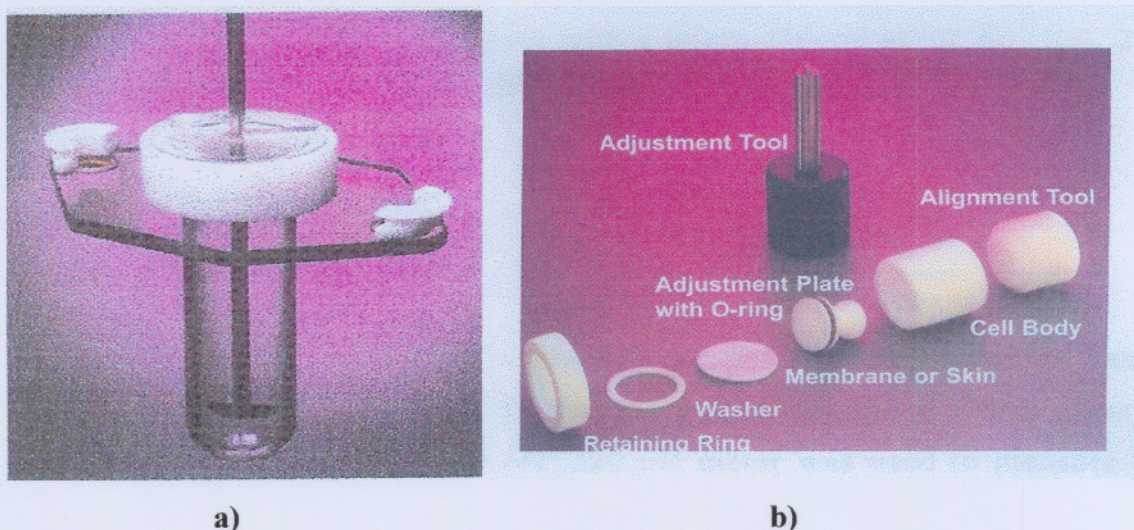 Adjustment Tool
Alignment Tool
Adjustment Plate
with O-ring
Cell Body
Membrane or Skin
Washer
Retaining Ring
a)
b)